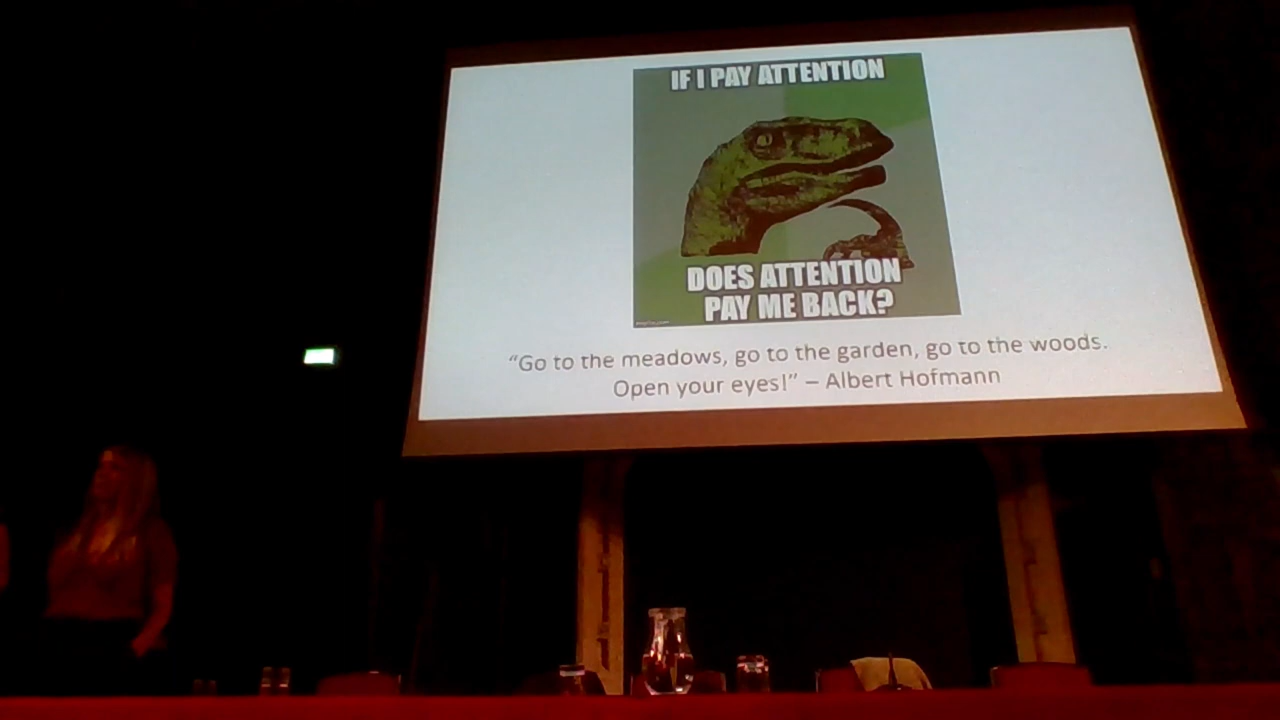 IF I PAY ATTENTION
DOES ATTENTION
PAY ME BACK?
“Go to the meadows, go to the garden, go to the woods.
Open your eyes!” – Albert Hofmann